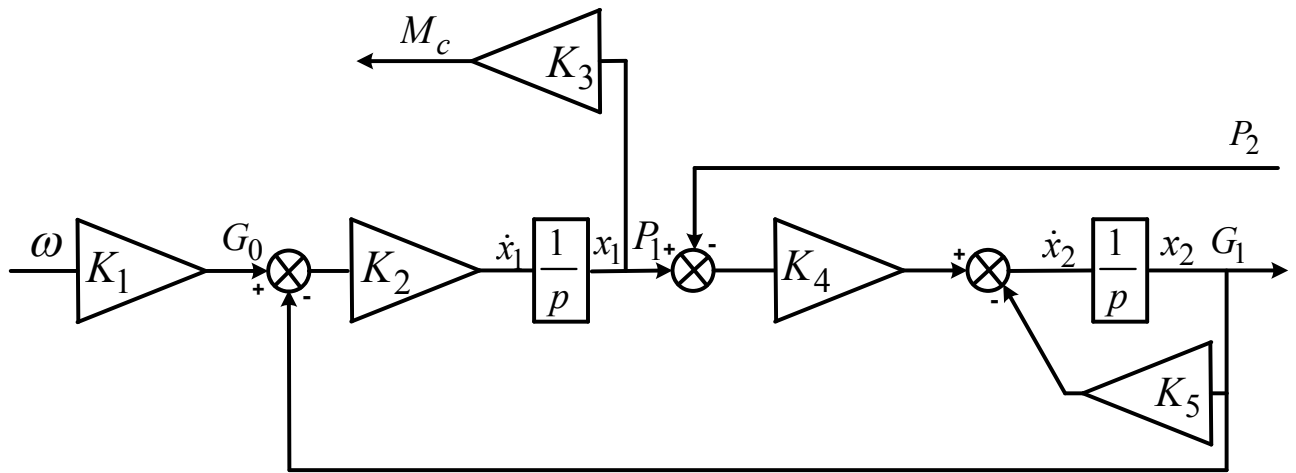 M_c
K_3
P_2
ω
K_1
G_0
+
-
K_2
ẋ_1
1
p
x_1
P_1
+
-
K_4
+
-
ẋ_2
1
p
x_2
G_1
K_5